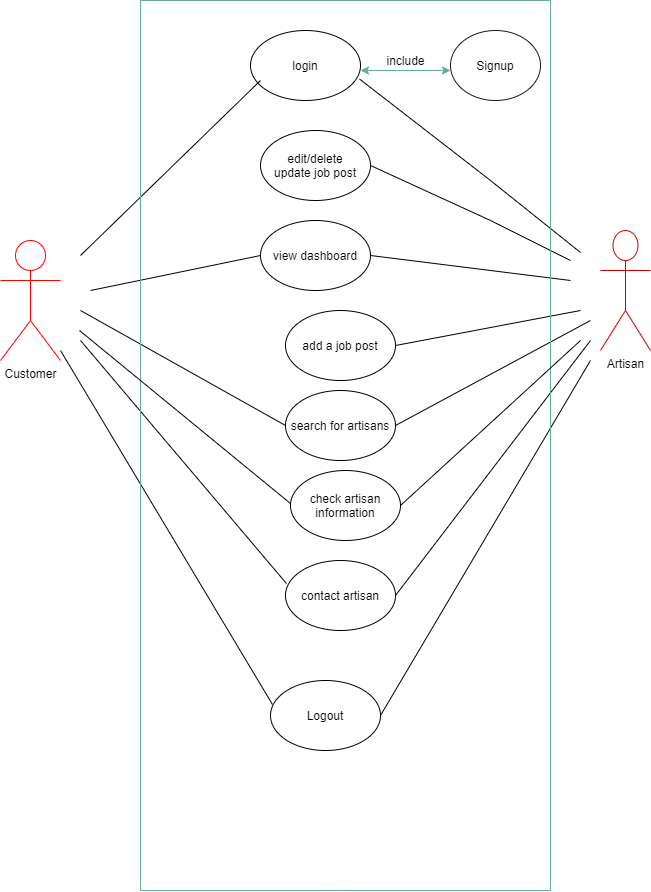 login
include
Signup
edit/delete
update job post
view dashboard
add a job post
Customer
Artisan
search for artisans
check artisan
information
contact artisan
Logout